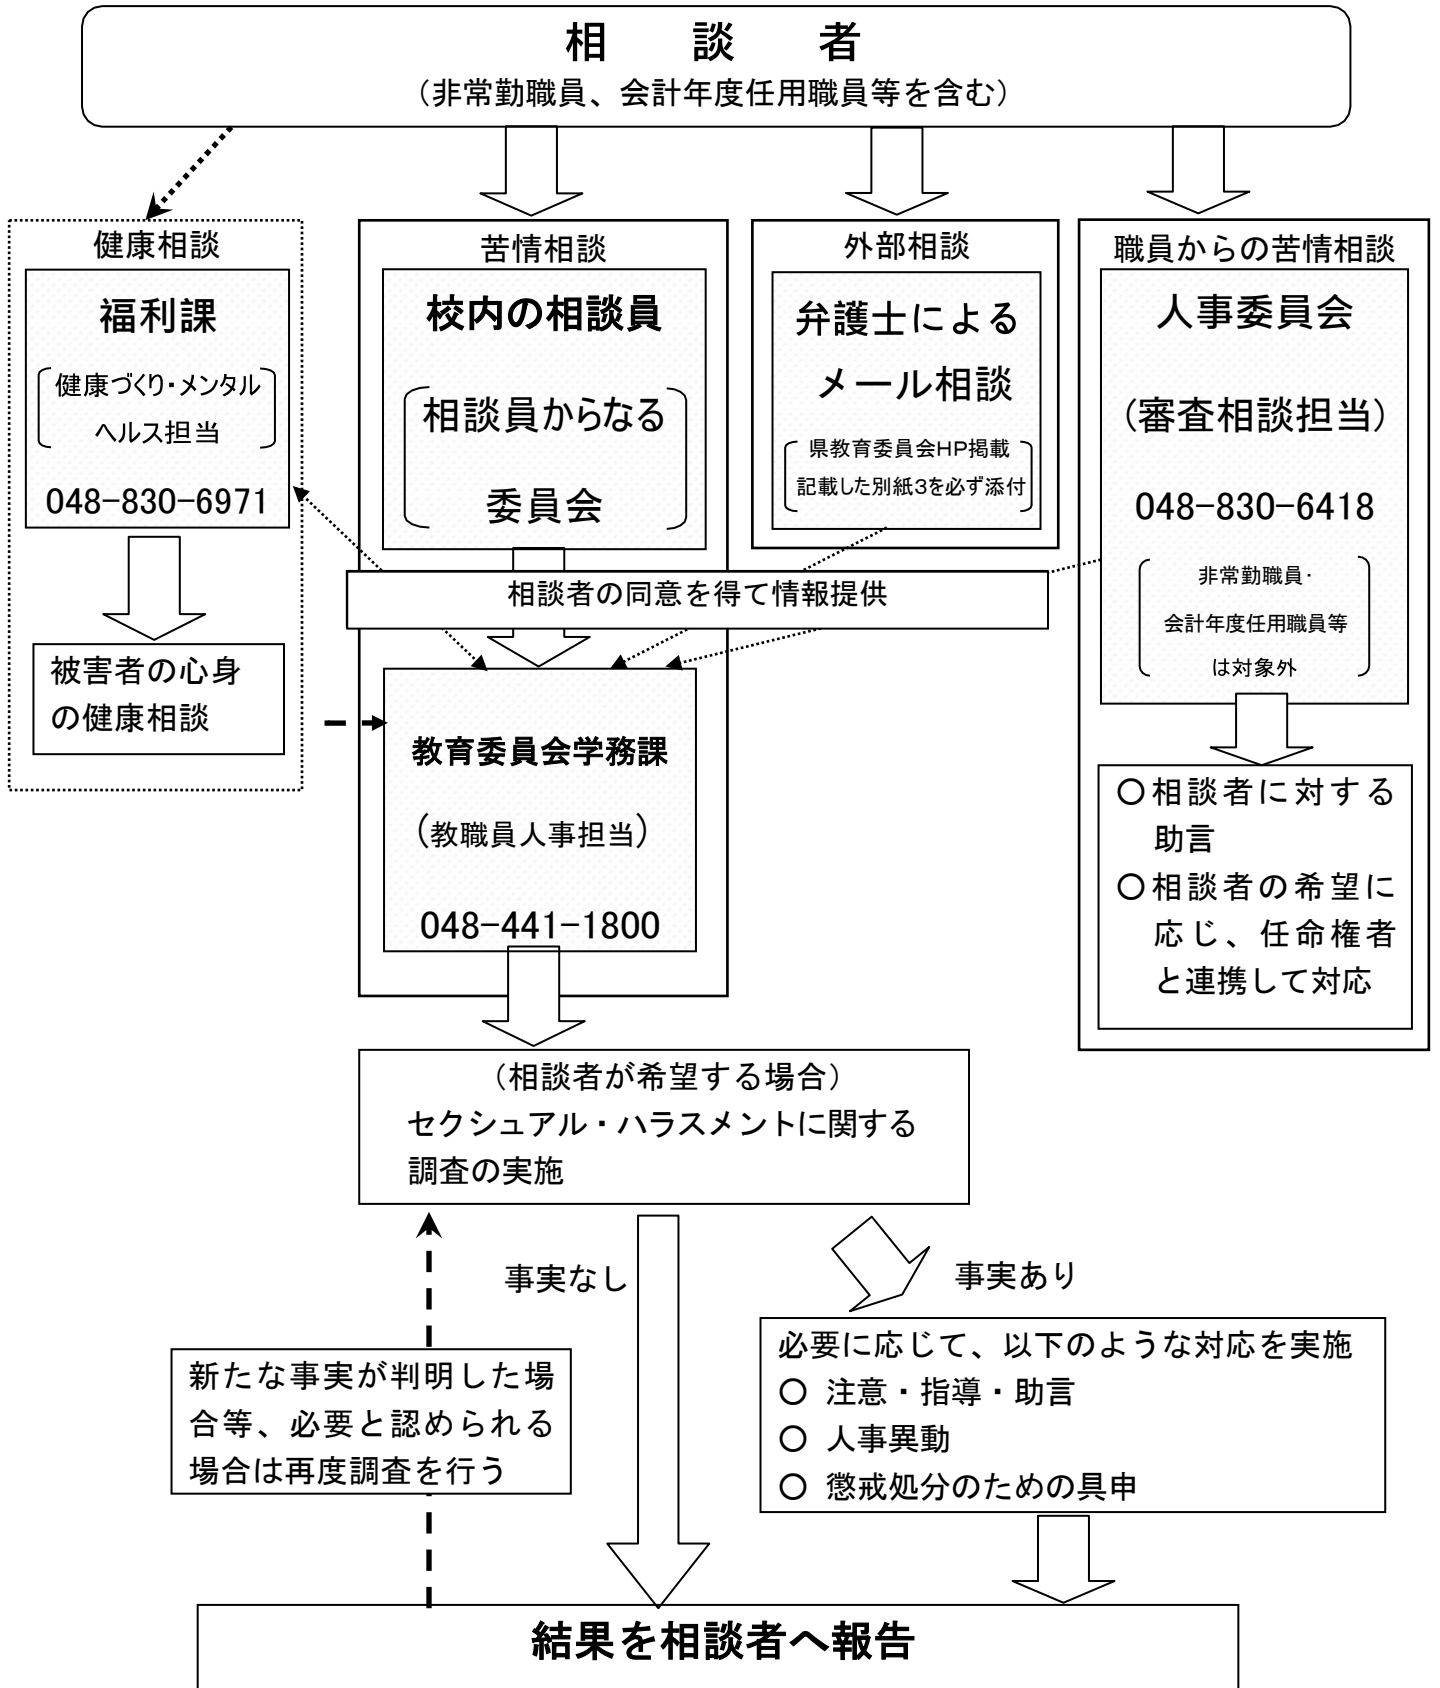 相 談 者
（非常勤職員、会計年度任用職員等を含む）
健康相談
福利課
健康づくり・メンタル
ヘルス担当
048-830-6971
被害者の心身
の健康相談
苦情相談
校内の相談員
相談員からなる
委員会
外部相談
弁護士による
メール相談
県教育委員会HP掲載
記載した別紙3を必ず添付
職員からの苦情相談
人事委員会
（審査相談担当）
048-830-6418
非常勤職員・
会計年度任用職員等
は対象外
相談者の同意を得て情報提供
教育委員会学務課
（教職員人事担当）
048-441-1800
〇相談者に対する
助言
〇相談者の希望に
応じ、任命権者
と連携して対応
（相談者が希望する場合）
セクシュアル・ハラスメントに関する
調査の実施
事実なし
事実あり
新たな事実が判明した場
合等、必要と認められる
場合は再度調査を行う
必要に応じて、以下のような対応を実施
〇 注意・指導・助言
〇 人事異動
〇 懲戒処分のための具申
結果を相談者へ報告